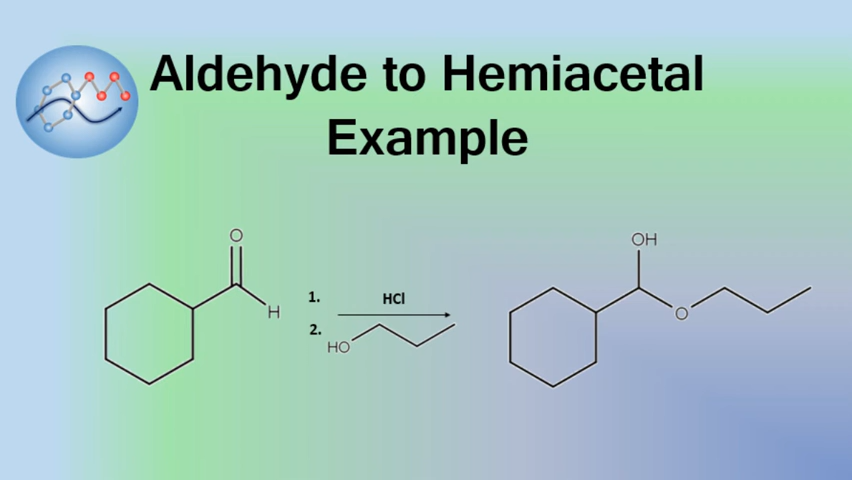 Aldehyde to Hemiacetal
Example
O
H
1.
HCl
2.
HO
OH
O